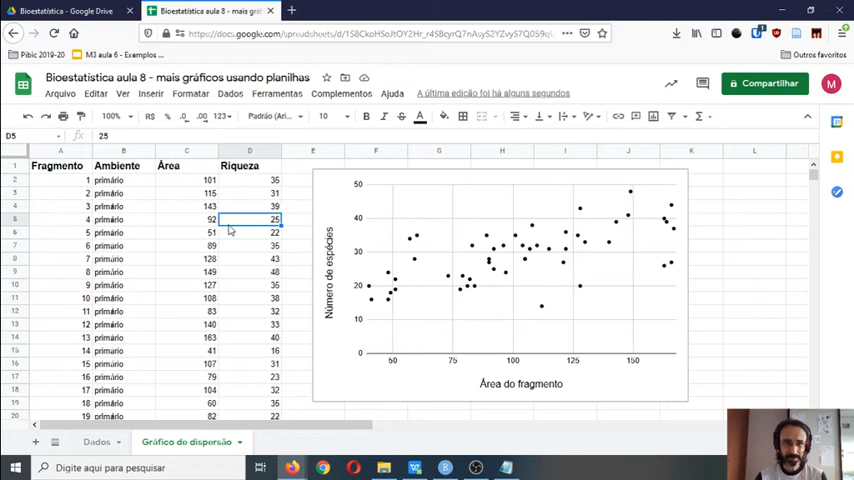 Bioestatística - Google Drive
Bioestatística aula 8 - mais gráfi
https://docs.google.com/spreadsheets/d/
Pibic 2019-20
M3 aula 6 - Exemplos ...
Outros favoritos
Bioestatística aula 8 - mais gráficos usando planilhas
Arquivo Editar Ver Inserir Formatar Dados Ferramentas Complementos Ajuda
A última edição foi há alguns segundos
Compartilhar
M
100%
R$ % .0 .00 123
Padrão (Ari...
10
B I S A
D5
fx 25
A B C D E F G H I J K L
1 Fragmento Ambiente Área Riqueza
2 1 primário 101 35
3 2 primário 115 31
4 3 primário 143 39
5 4 primário 92 25
6 5 primário 51 22
7 6 primário 89 35
8 7 primário 128 43
9 8 primário 149 48
10 9 primário 127 36
11 10 primário 108 38
12 11 primário 83 32
13 12 primário 140 33
14 13 primário 163 40
15 14 primário 41 16
16 15 primário 107 31
17 16 primário 79 23
18 17 primário 104 32
19 18 primário 60 35
20 19 primário 82 22
Número de espécies
50
40
30
20
10
0
50 75 100 125 150
Área do fragmento
Dados
Gráfico de dispersão
Digite aqui para pesquisar